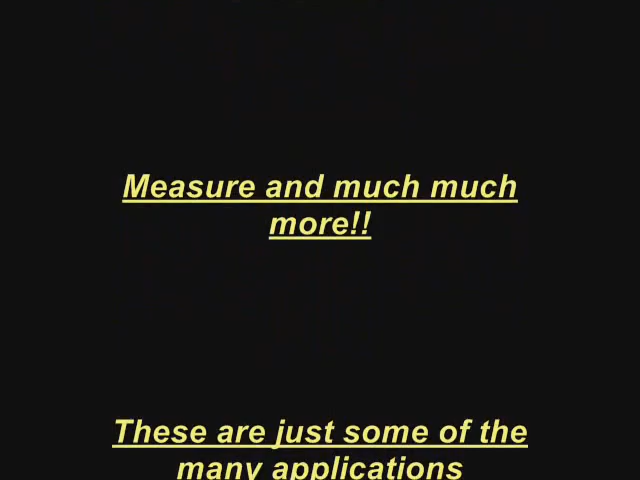 Measure and much much
more!!
These are just some of the
many applications